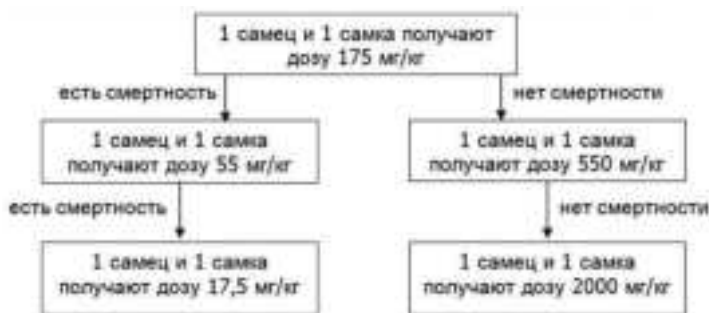 1 самец и 1 самка получают
дозу 175 мг/кг
есть смертность
нет смертности
1 самец и 1 самка
получают дозу 55 мг/кг
1 самец и 1 самка
получают дозу 550 мг/кг
есть смертность
нет смертности
1 самец и 1 самка
получают дозу 17,5 мг/кг
1 самец и 1 самка
получают дозу 2000 мг/кг